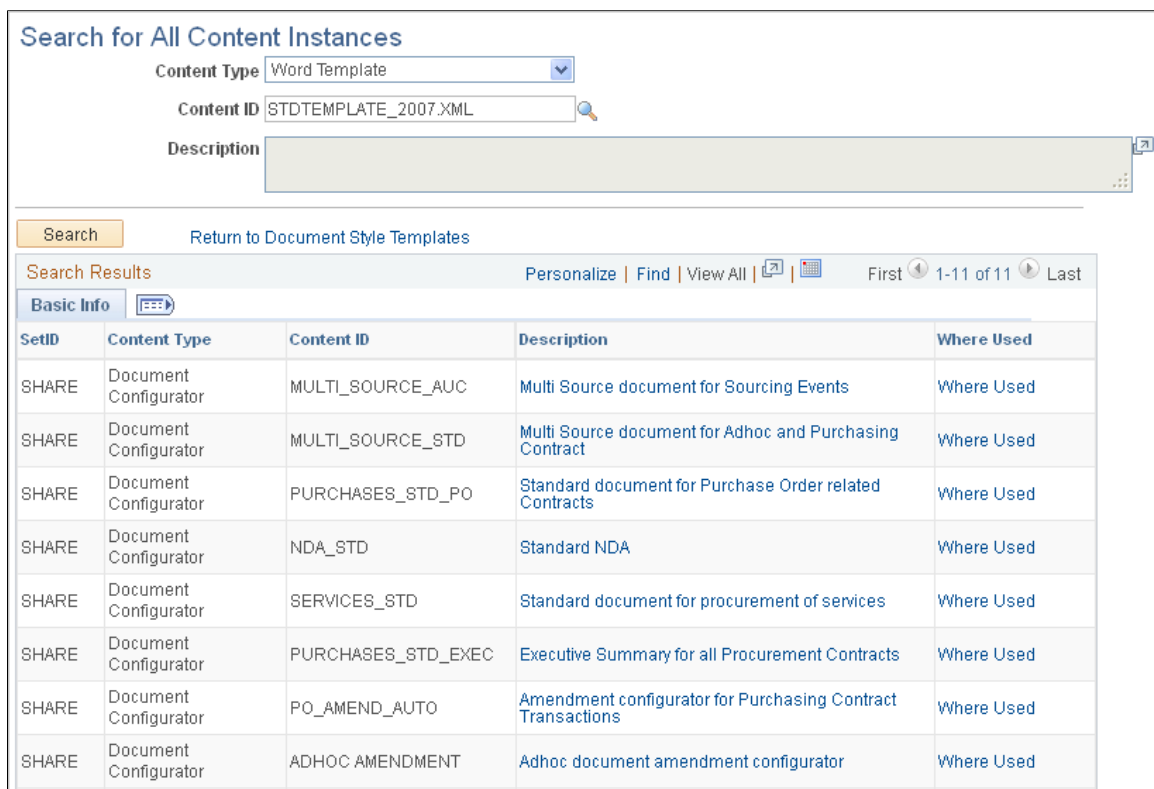 Search for All Content Instances
Content Type Word Template
Content ID STDTEMPLATE_2007.XML
Description
Search Return to Document Style Templates
Search Results Personalize | Find | View All | | First 1-11 of 11 Last
Basic Info
SetID Content Type Content ID Description Where Used
SHARE Document Configurator MULTI_SOURCE_AUC Multi Source document for Sourcing Events Where Used
SHARE Document Configurator MULTI_SOURCE_STD Multi Source document for Adhoc and Purchasing Contract Where Used
SHARE Document Configurator PURCHASES_STD_PO Standard document for Purchase Order related Contracts Where Used
SHARE Document Configurator NDA_STD Standard NDA Where Used
SHARE Document Configurator SERVICES_STD Standard document for procurement of services Where Used
SHARE Document Configurator PURCHASES_STD_EXEC Executive Summary for all Procurement Contracts Where Used
SHARE Document Configurator PO_AMEND_AUTO Amendment configurator for Purchasing Contract Transactions Where Used
SHARE Document Configurator ADHOC AMENDMENT Adhoc document amendment configurator Where Used